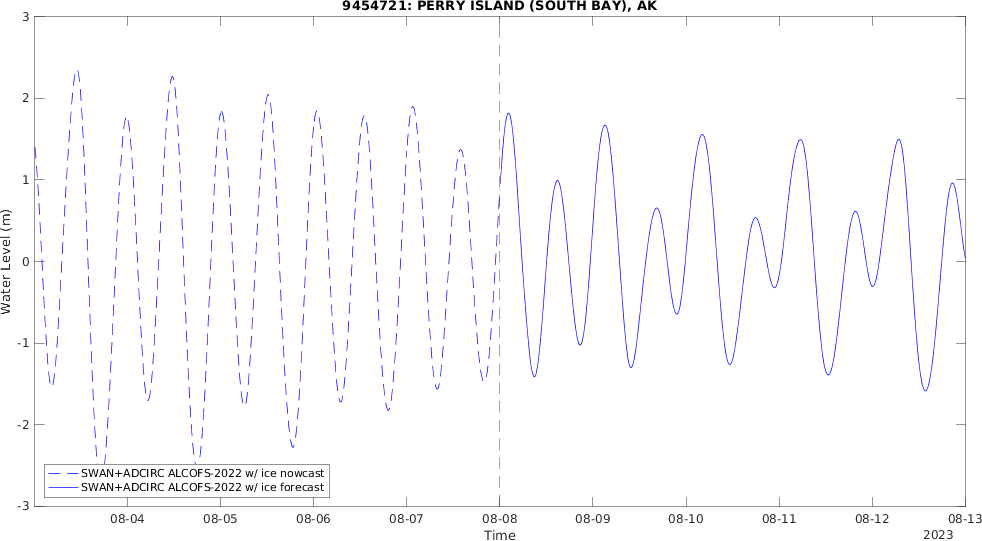 9454721: PERRY ISLAND (SOUTH BAY), AK
3
2
1
0
-1
-2
-3
Water Level (m)
SWAN+ADCIRC ALCOFS-2022 w/ ice nowcast
SWAN+ADCIRC ALCOFS-2022 w/ ice forecast
08-04 08-05 08-06 08-07 08-08 08-09 08-10 08-11 08-12 08-13
Time
2023